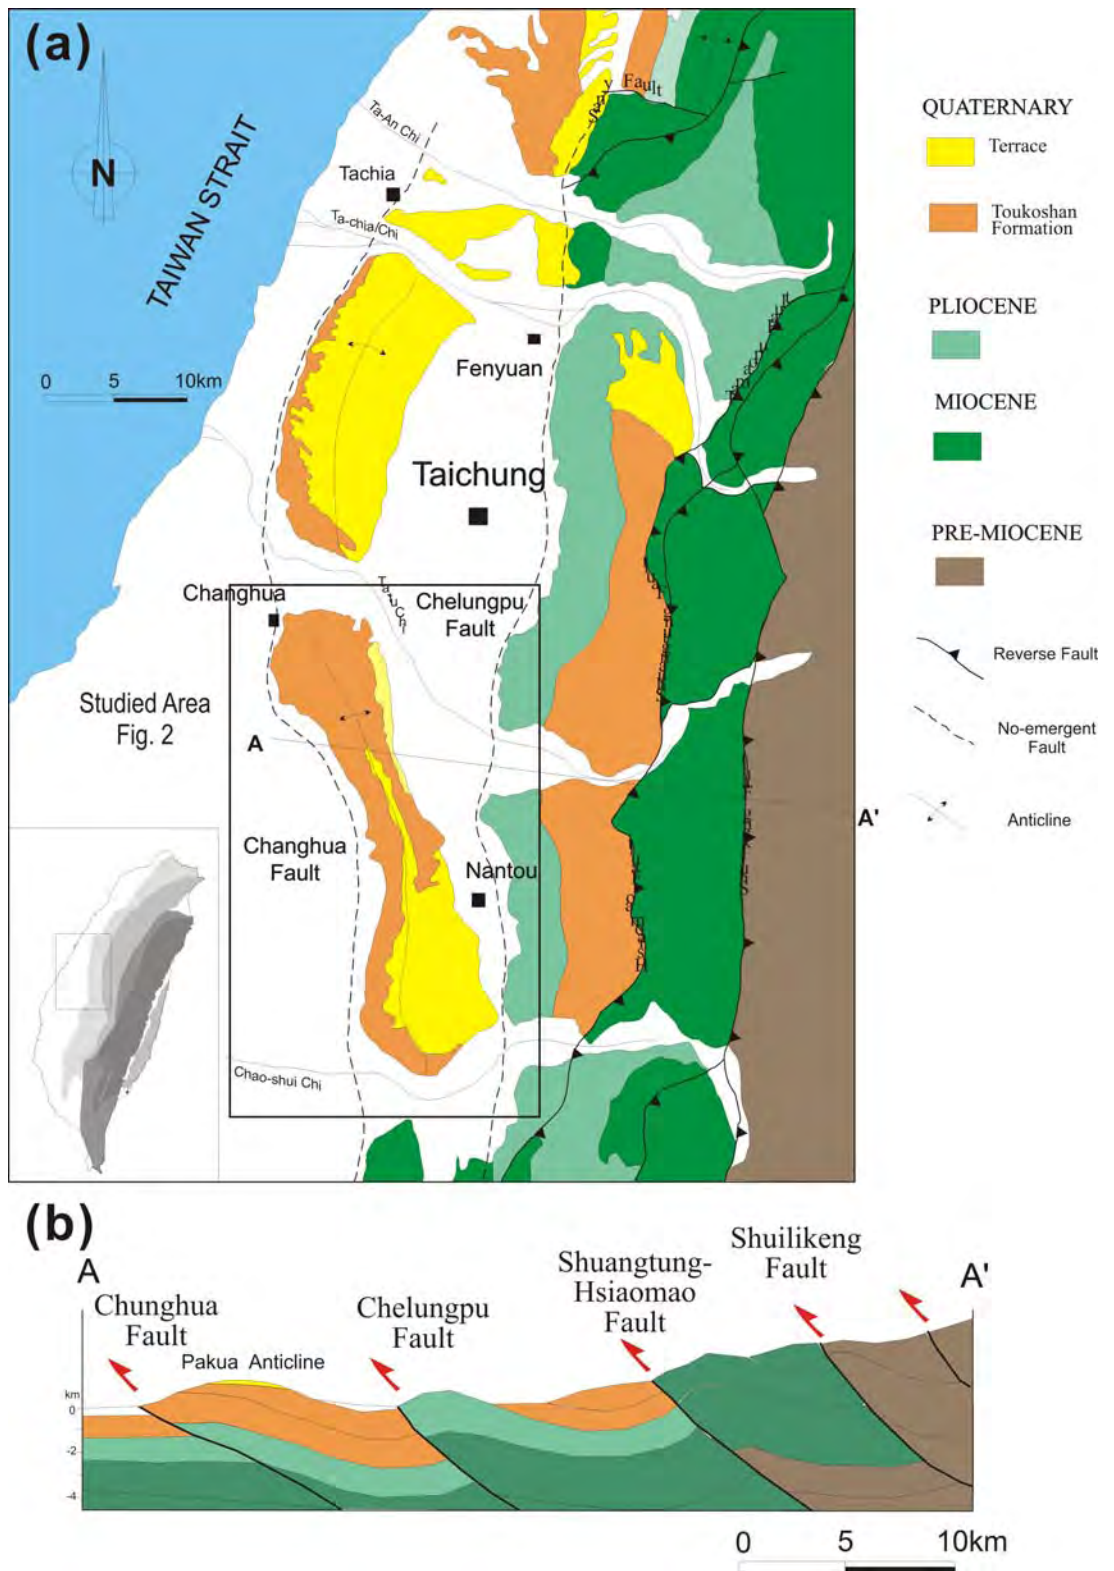 (a)
N
TAIWAN STRAIT
0 5 10km
Ta-An Chi
Tachia
Ta-chia/Chi
Fault
Fenyuan
Taichung
Changhua
Ta-u Chi
Chelungpu
Fault
Studied Area
Fig. 2
A
A'
Changhua
Fault
Nantou
Chao-shui Chi
QUATERNARY
Terrace
Toukoshan
Formation
PLIOCENE
MIOCENE
PRE-MIOCENE
Reverse Fault
No-emergent
Fault
Anticline
(b)
A
A'
Chunghua
Fault
Pakua Anticline
Chelungpu
Fault
Shuangtung-
Hsiaomao
Fault
Shuilikeng
Fault
km
0
-2
-4
0 5 10km